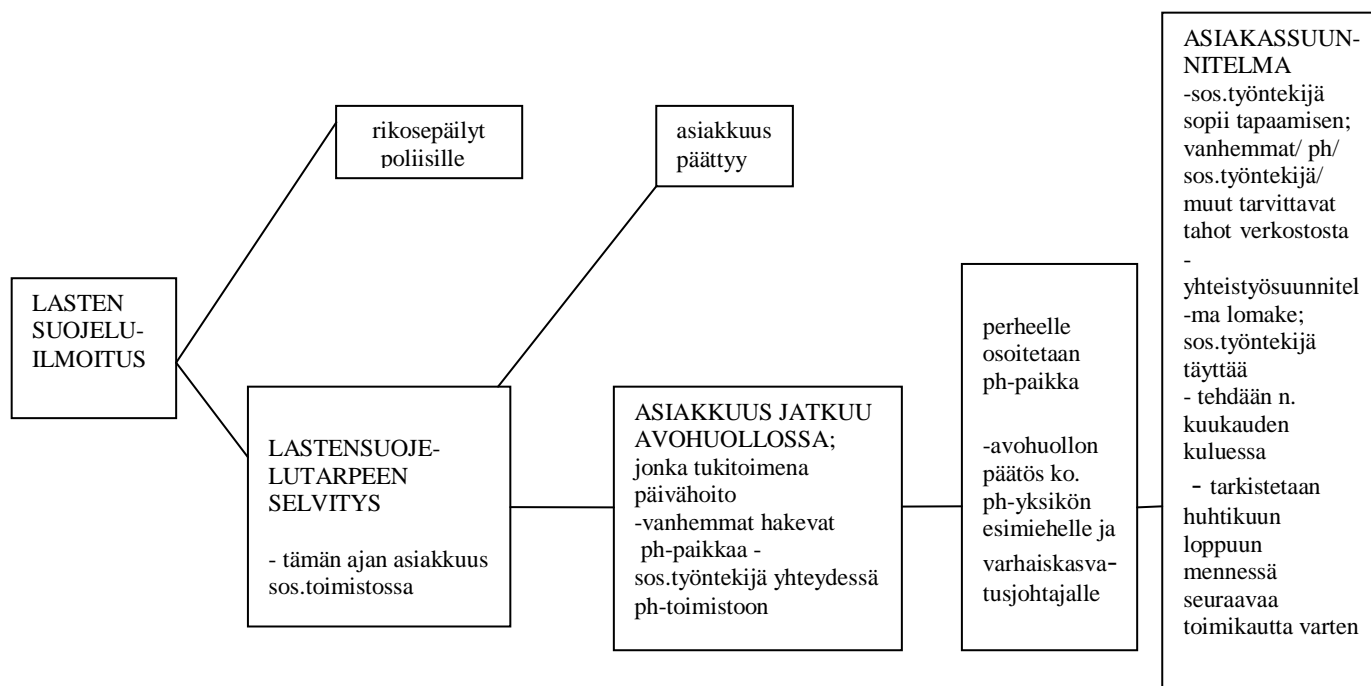 LASTEN
SUOJELU-
ILMOITUS
rikosepäilyt
poliisille
asiakkuus
päättyy
LASTENSUOJE-
LUTARPEEN
SELVITYS
- tämän ajan asiakkuus
sos.toimistossa
ASIAKKUUS JATKUU
AVOHUOLLOSSA;
jonka tukitoimena
päivähoito
-vanhemmat hakevat
ph-paikkaa -
sos.työntekijä yhteydessä
ph-toimistoon
perheelle
osoitetaan
ph-paikka
-avohuollon
päätös ko.
ph-yksikön
esimiehelle ja
varhaiskasva-
tusjohtajalle
ASIAKASSUUN-
NITELMA
-sos.työntekijä
sopii tapaamisen;
vanhemmat/ ph/
sos.työntekijä/
muut tarvittavat
tahot verkostosta
-
yhteistyösuunnitel
-ma lomake;
sos.työntekijä
täyttää
- tehdään n.
kuukauden
kuluessa
- tarkistetaan
huhtikuun
loppuun
mennessä
seuraavaa
toimikautta varten